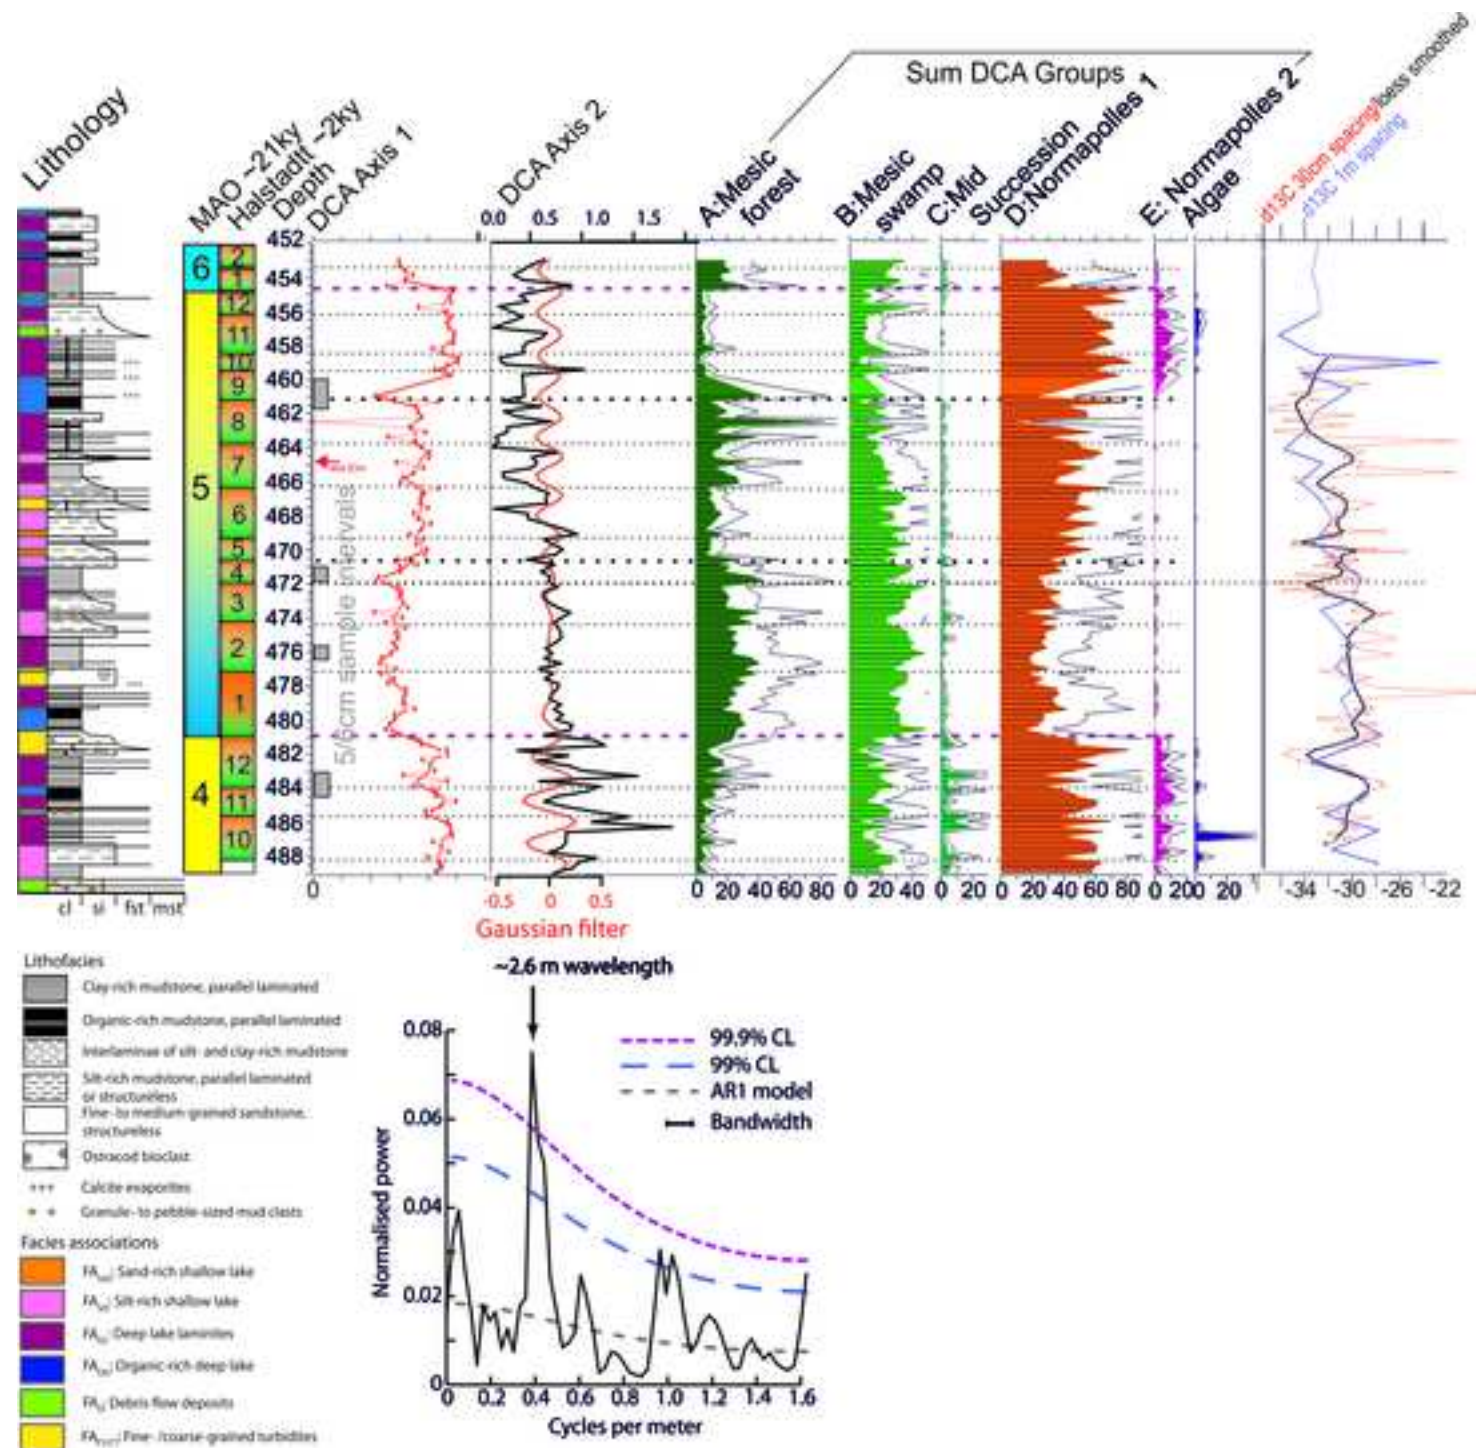 Lithology
MAO ~21ky
Halstadtt ~2ky
Depth
DCA Axis 1
DCA Axis 2
Sum DCA Groups
A:Mesic
forest
B:Mesic
swamp
C:Mid
Succession
D:Normapolles 1
E: Normapolles 2
Algae
d13C 30cm spacing/loess smoothed
d13C 1m spacing
0.0 0.5 1.0 1.5
452
454
456
458
460
462
464
466
468
470
472
474
476
478
480
482
484
486
488
6
5
4
2
1
12
11
10
9
8
7
6
5
4
3
2
1
12
11
10
5/6cm sample intervals
cl si fst mst
0
-0.5 0 0.5
Gaussian filter
0 20 40 60 80
0 20 40
0 20
0 20 40 60 80
0 20
0 20
-34 -30 -26 -22
Lithofacies
Clay-rich mudstone, parallel laminated
Organic-rich mudstone, parallel laminated
Interlaminae of silt- and clay-rich mudstone
Silt-rich mudstone, parallel laminated
or structureless
Fine- to medium-grained sandstone,
structureless
Ostracod bioclast
Calcite evaporites
Granule- to pebble-sized mud clasts
Facies associations
Sand-rich shallow lake
Silt-rich shallow lake
Deep lake laminites
Organic-rich deep lake
Debris flow deposits
Fine- /coarse-grained turbidites
~2.6 m wavelength
99.9% CL
99% CL
AR1 model
Bandwidth
Normalised power
0.08
0.06
0.04
0.02
0
0 0.2 0.4 0.6 0.8 1.0 1.2 1.4 1.6
Cycles per meter